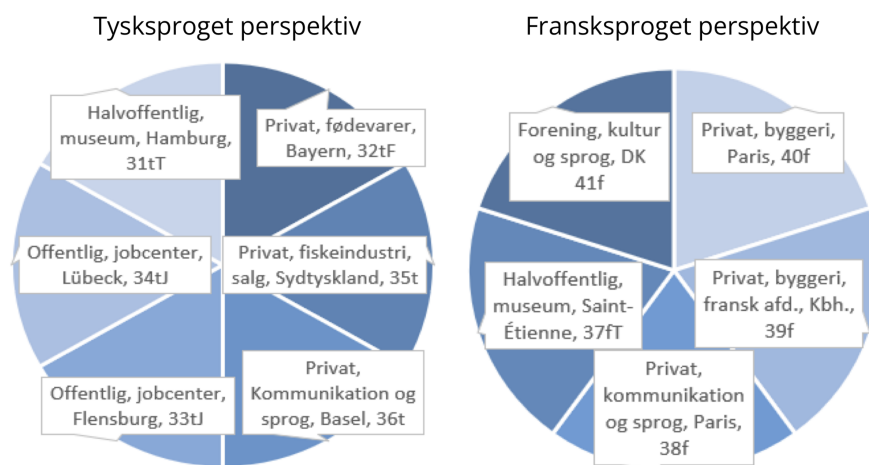 Tysksproget perspektiv
Halvoffentlig,
museum, Hamburg,
31tT
Privat, fødevarer,
Bayern, 32tF
Offentlig, jobcenter,
Lübeck, 34tJ
Privat, fiskeindustri,
salg, Sydtyskland, 35t
Offentlig, jobcenter,
Flensburg, 33tJ
Privat,
Kommunikation og
sprog, Basel, 36t
Fransksproget perspektiv
Forening, kultur
og sprog, DK
41f
Privat, byggeri,
Paris, 40f
Halvoffentlig,
museum, Saint-
Étienne, 37fT
Privat, byggeri,
fransk afd., Kbh.,
39f
Privat,
kommunikation
og sprog, Paris,
38f